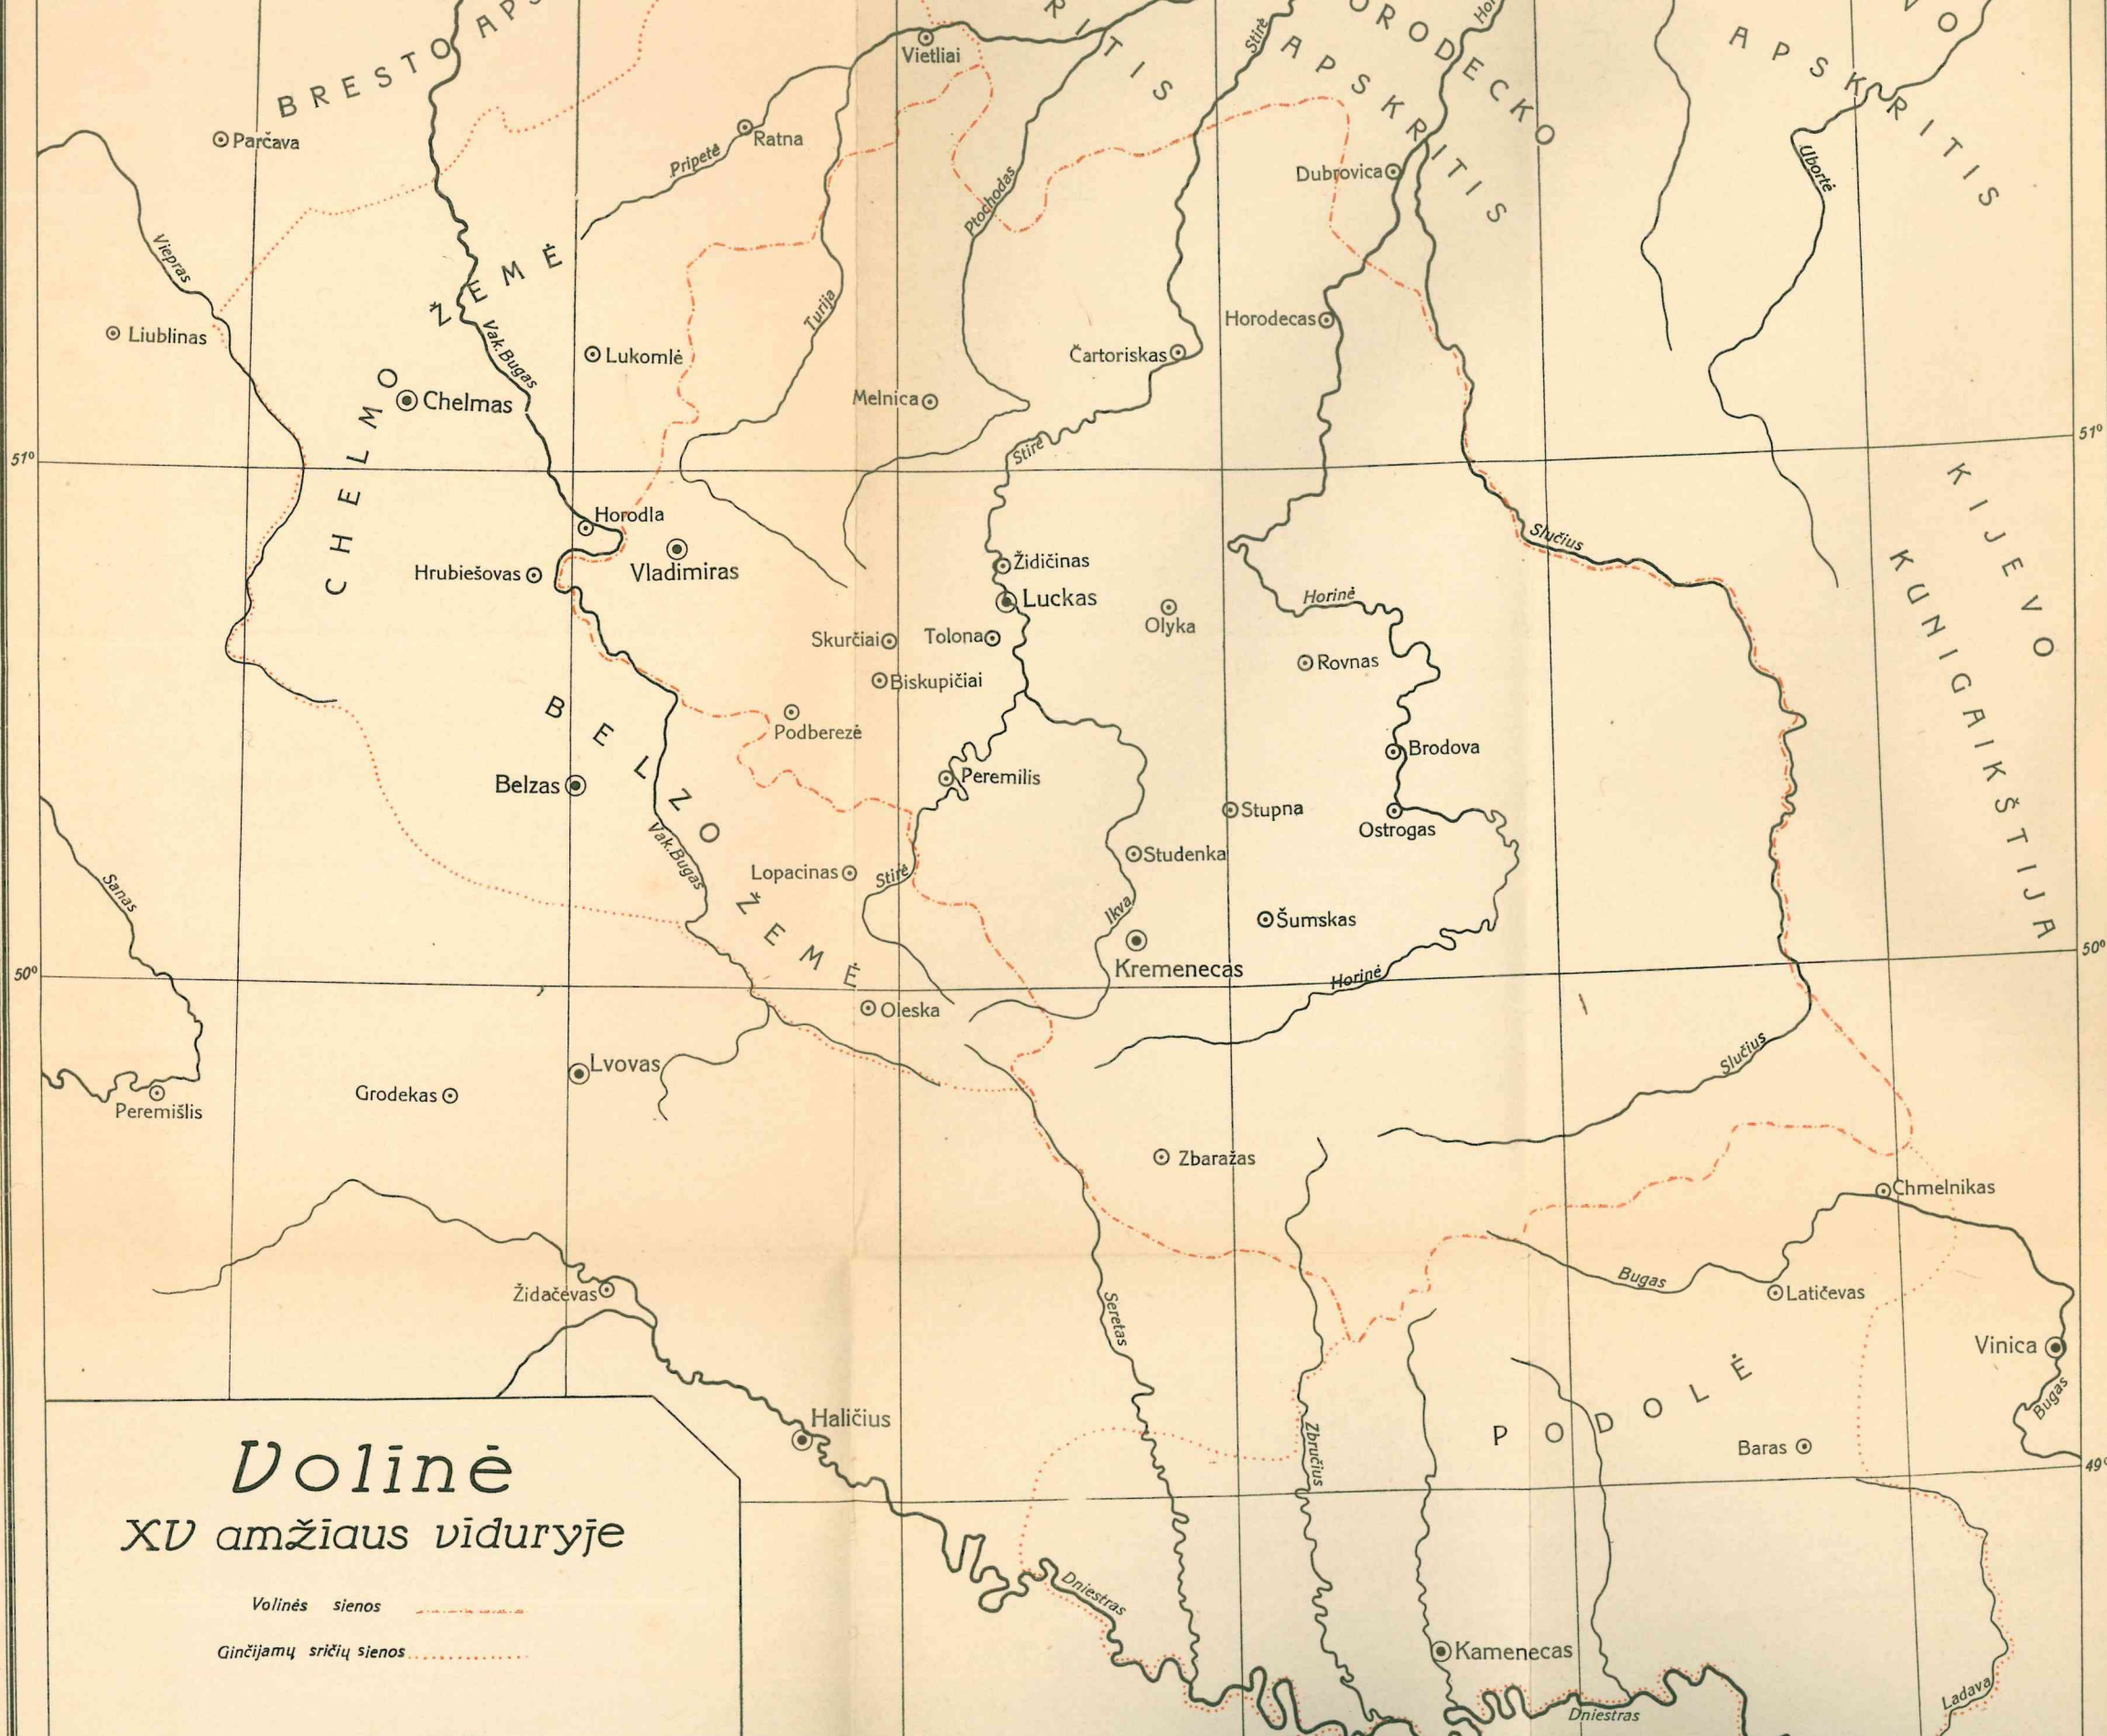 BRESTO APS
RITIS
ORODECKO
APSKRITIS
VO
APSKRITIS
Stirė
Hor
Vietliai
Parčava
Ratna
Pripetė
Dubrovica
Ubortė
Ptochodas
Viepras
ŽEMĖ
Turija
Liublinas
Vak.Bugas
Lukomlė
Horodecas
Čartoriskas
CHELMO
Chelmas
Melnica
51°
51°
Stirė
KIJEVO
KUNIGAIKŠTIJA
Horodla
Slučius
Hrubiešovas
Vladimiras
Židičinas
Luckas
Horinė
Olyka
Skurčiai
Tolona
Rovnas
Biskupičiai
BELZO
ŽEMĖ
Podberezė
Brodova
Belzas
Peremilis
Stupna
Ostrogas
Vak.Bugas
Studenka
Lopacinas
Stirė
Sanas
Ikva
Šumskas
50°
50°
Kremenecas
Horinė
Oleska
Lvovas
Slučius
Grodekas
Peremišlis
Zbaražas
Chmelnikas
Židačevas
Bugas
Latičevas
Seretas
Vinica
PODOLĖ
Bugas
Haličius
Baras
Zbručius
49°
Volinė
XV amžiaus viduryje
Volinės sienos
Ginčijamų sričių sienos
Dniestras
Kamenecas
Ladava
Dniestras